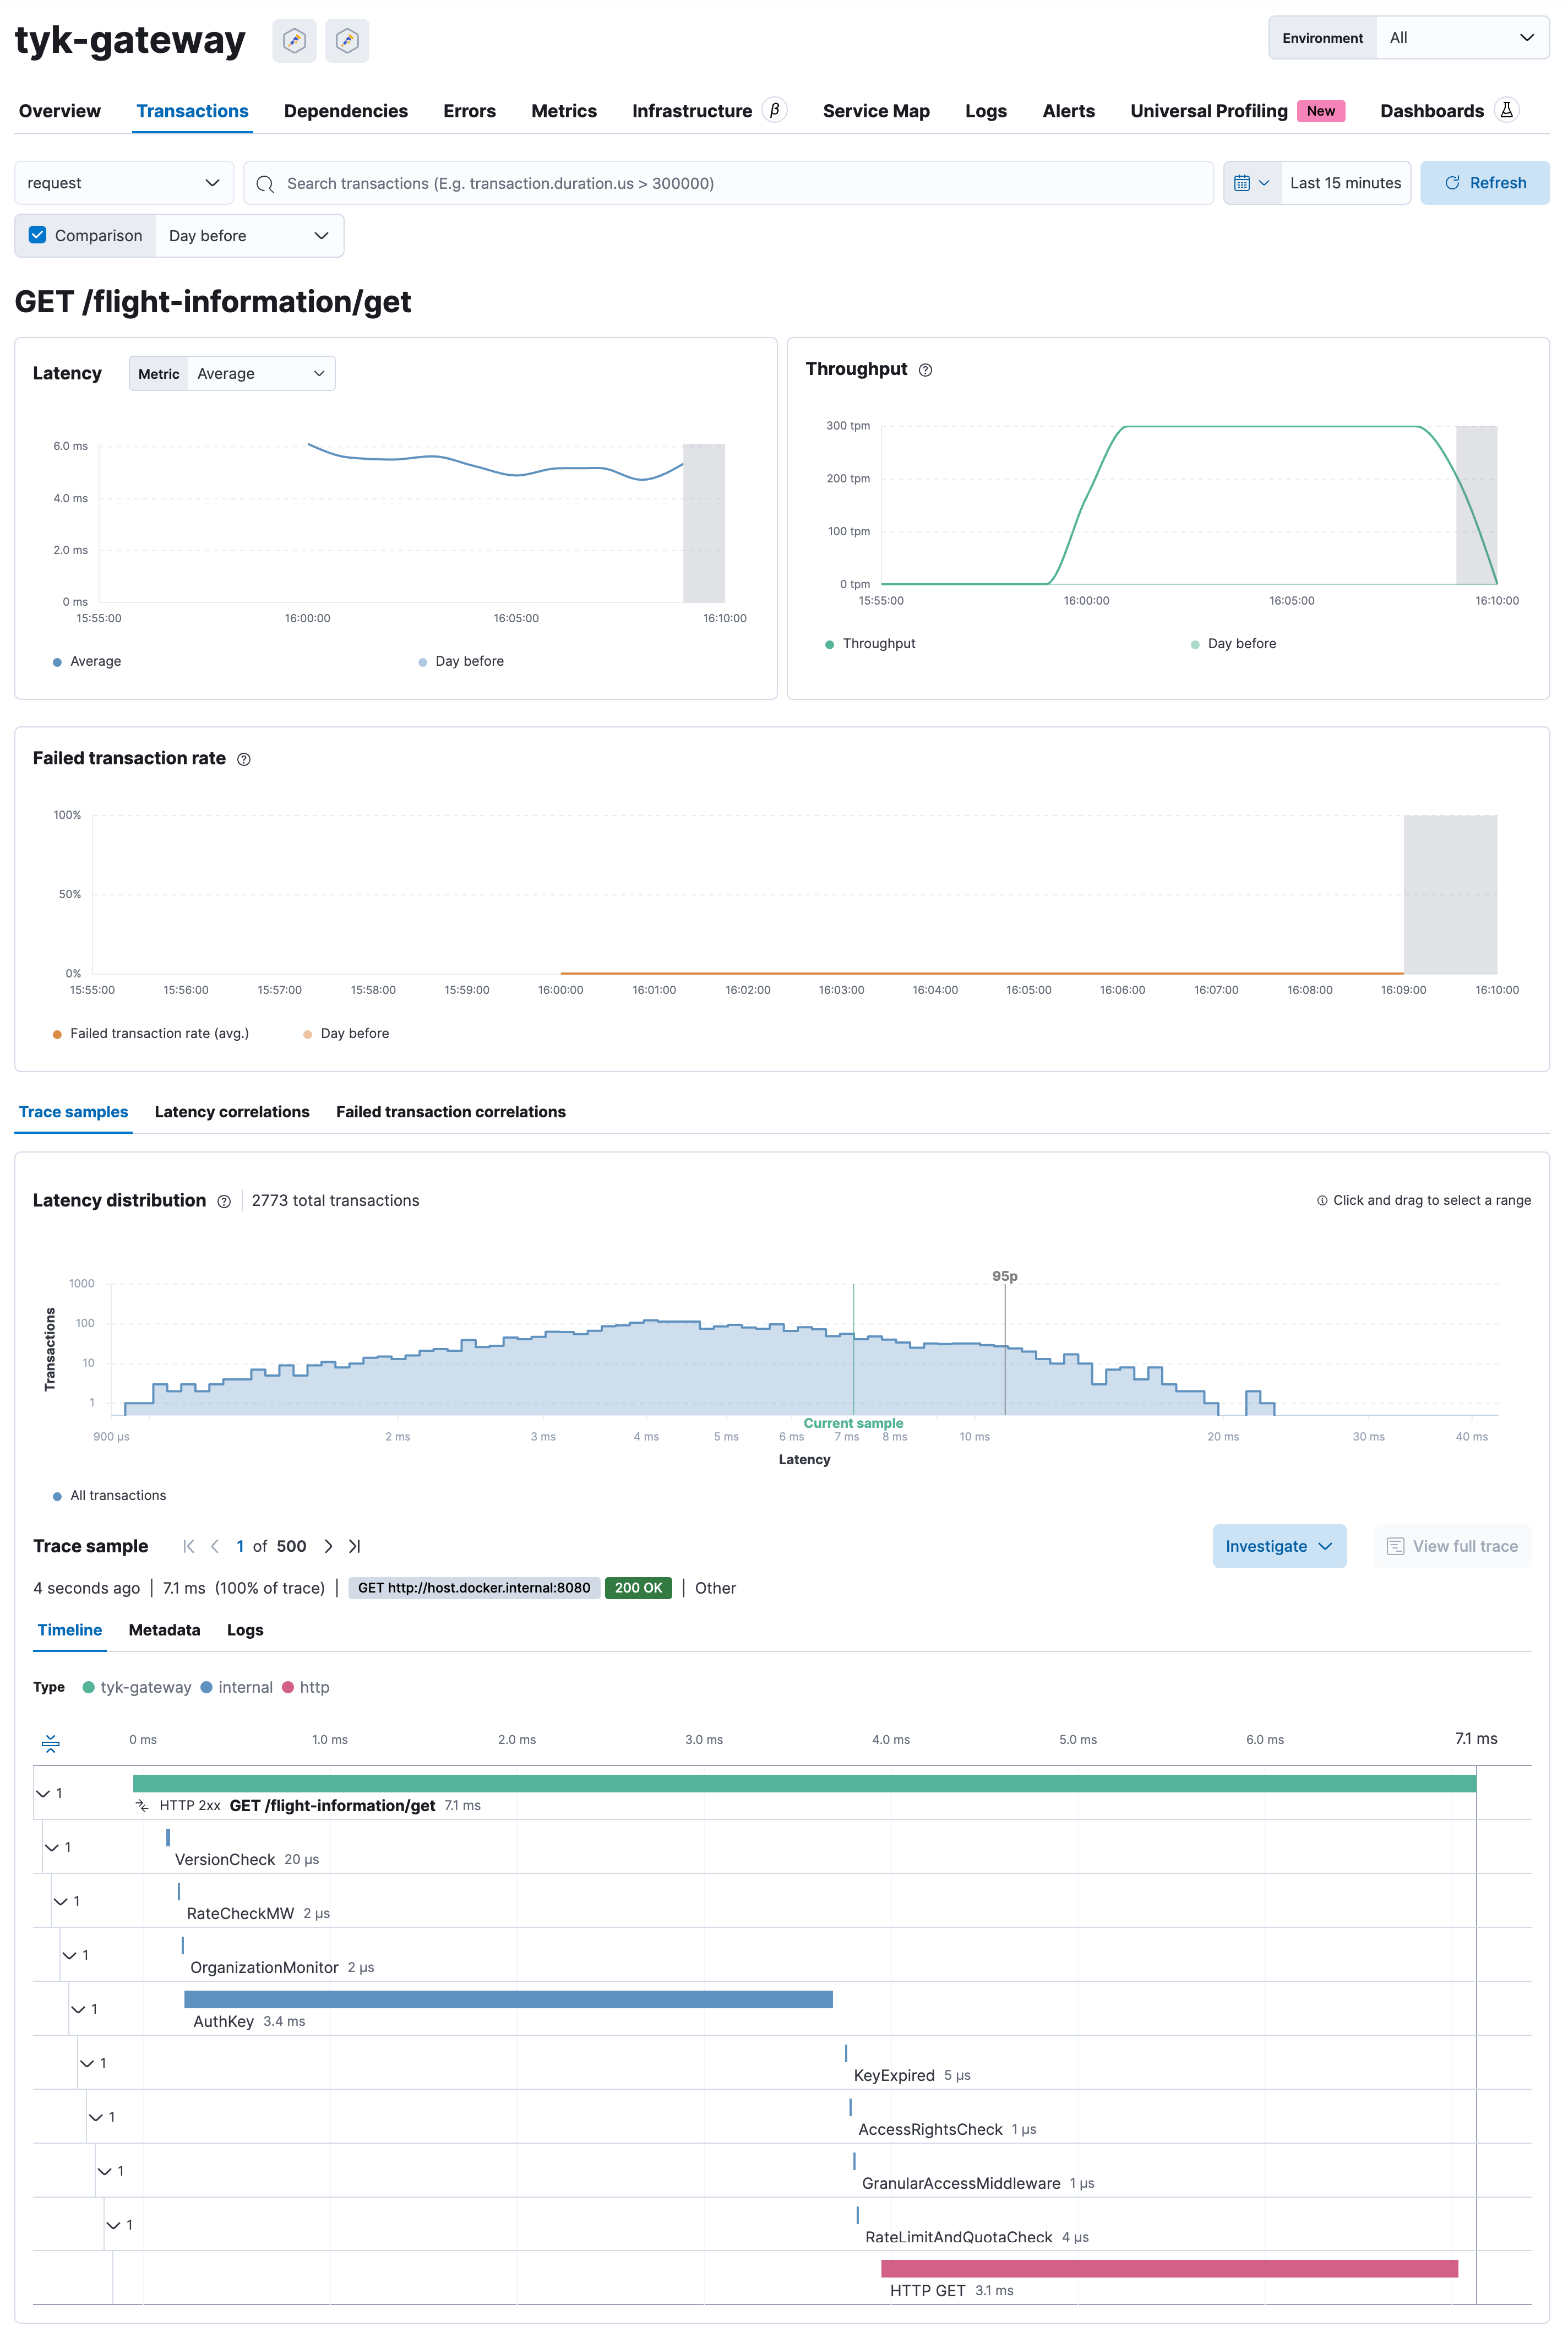 tyk-gateway
Environment All
Overview Transactions Dependencies Errors Metrics Infrastructure β Service Map Logs Alerts Universal Profiling New Dashboards
request Search transactions (E.g. transaction.duration.us > 300000) Last 15 minutes Refresh
Comparison Day before
GET /flight-information/get
Latency Metric Average
6.0 ms
4.0 ms
2.0 ms
0 ms
15:55:00 16:00:00 16:05:00 16:10:00
Average Day before
Throughput
300 tpm
200 tpm
100 tpm
0 tpm
15:55:00 16:00:00 16:05:00 16:10:00
Throughput Day before
Failed transaction rate
100%
50%
0%
15:55:00 15:56:00 15:57:00 15:58:00 15:59:00 16:00:00 16:01:00 16:02:00 16:03:00 16:04:00 16:05:00 16:06:00 16:07:00 16:08:00 16:09:00 16:10:00
Failed transaction rate (avg.) Day before
Trace samples Latency correlations Failed transaction correlations
Latency distribution 2773 total transactions Click and drag to select a range
95p
Transactions
1000
100
10
1
Current sample
900 μs 2 ms 3 ms 4 ms 5 ms 6 ms 7 ms 8 ms 10 ms 20 ms 30 ms 40 ms
Latency
All transactions
Trace sample 1 of 500 Investigate View full trace
4 seconds ago | 7.1 ms (100% of trace) | GET http://host.docker.internal:8080 200 OK | Other
Timeline Metadata Logs
Type tyk-gateway internal http
0 ms 1.0 ms 2.0 ms 3.0 ms 4.0 ms 5.0 ms 6.0 ms 7.1 ms
1
HTTP 2xx GET /flight-information/get 7.1 ms
1
VersionCheck 20 μs
1
RateCheckMW 2 μs
1
OrganizationMonitor 2 μs
1
AuthKey 3.4 ms
1
KeyExpired 5 μs
1
AccessRightsCheck 1 μs
1
GranularAccessMiddleware 1 μs
1
RateLimitAndQuotaCheck 4 μs
HTTP GET 3.1 ms